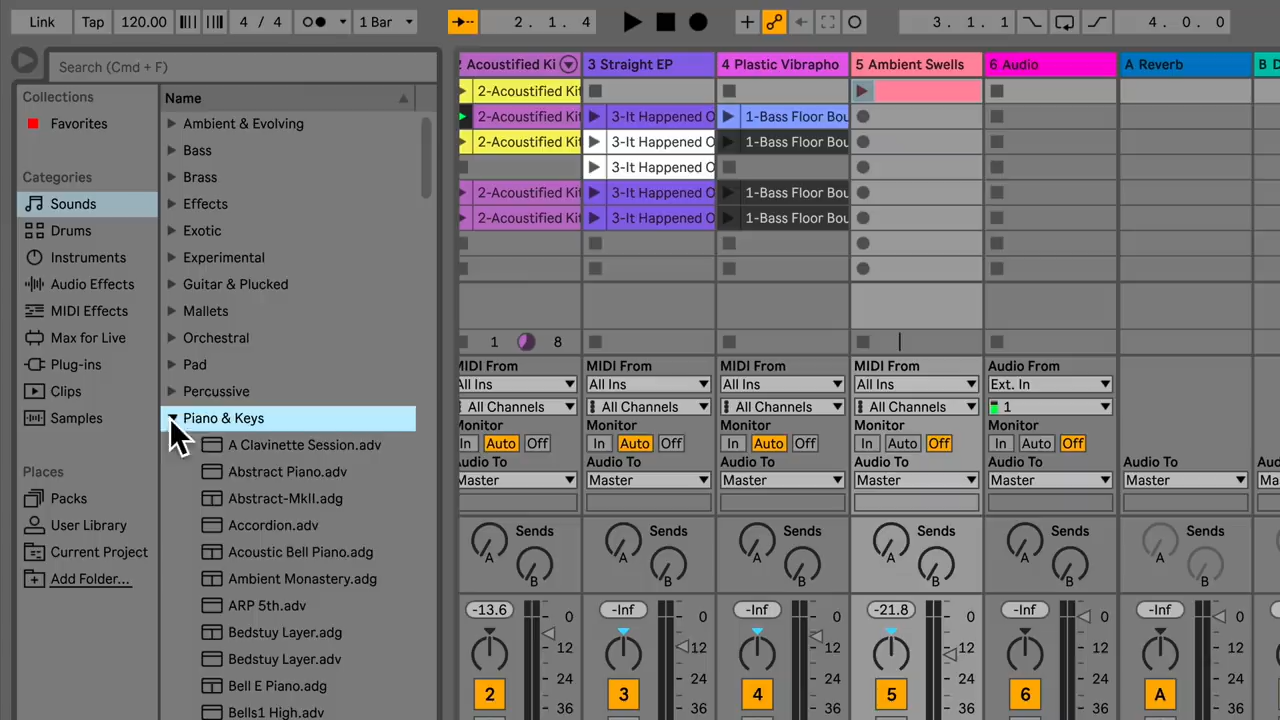 Link Tap 120.00 4 / 4 1 Bar 2. 1. 4 3. 1. 1 4. 0. 0
Search (Cmd + F)
Collections
Favorites
Categories
Sounds
Drums
Instruments
Audio Effects
MIDI Effects
Max for Live
Plug-ins
Clips
Samples
Places
Packs
User Library
Current Project
Add Folder...
Name
Ambient & Evolving
Bass
Brass
Effects
Exotic
Experimental
Guitar & Plucked
Mallets
Orchestral
Pad
Percussive
Piano & Keys
A Clavinette Session.adv
Abstract Piano.adv
Abstract-MkII.adg
Accordion.adv
Acoustic Bell Piano.adg
Ambient Monastery.adg
ARP 5th.adv
Bedstuy Layer.adg
Bedstuy Layer.adv
Bell E Piano.adg
Bells1 High.adv
2 Acoustified Ki 3 Straight EP 4 Plastic Vibrapho 5 Ambient Swells 6 Audio A Reverb B D
2-Acoustified Kit
2-Acoustified Kit 3-It Happened O 1-Bass Floor Bou
2-Acoustified Kit 3-It Happened O 1-Bass Floor Bou
3-It Happened O
2-Acoustified Kit 3-It Happened O 1-Bass Floor Bou
2-Acoustified Kit 3-It Happened O 1-Bass Floor Bou
1 8
MIDI From MIDI From MIDI From MIDI From Audio From
All Ins All Ins All Ins All Ins Ext. In
All Channels All Channels All Channels All Channels 1
Monitor Monitor Monitor Monitor Monitor
In Auto Off In Auto Off In Auto Off In Auto Off In Auto Off
Audio To Audio To Audio To Audio To Audio To Audio To Aud
Master Master Master Master Master Master Ma
Sends Sends Sends Sends Sends Sends
A A A A A A
B B B B B B
-13.6 0 -Inf 0 -Inf 0 -21.8 0 -Inf 0 -Inf 0
12 12 12 12 12 12
24 24 24 24 24 24
2 3 4 5 6 A
36 36 36 36 36 36